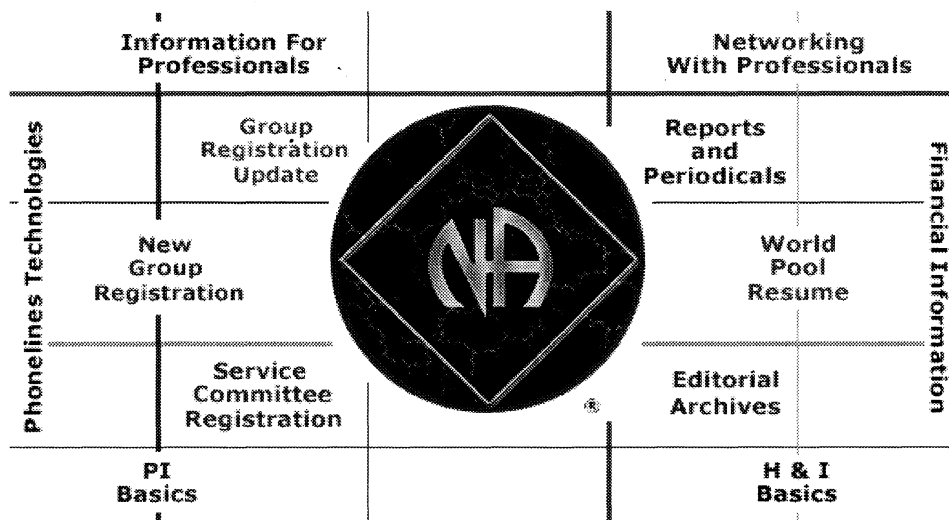 Information For
Professionals
Networking
With Professionals
Phonelines Technologies
Group
Registration
Update
Reports
and
Periodicals
Financial Information
New
Group
Registration
NA
World
Pool
Resume
Service
Committee
Registration
®
Editorial
Archives
PI
Basics
H & I
Basics